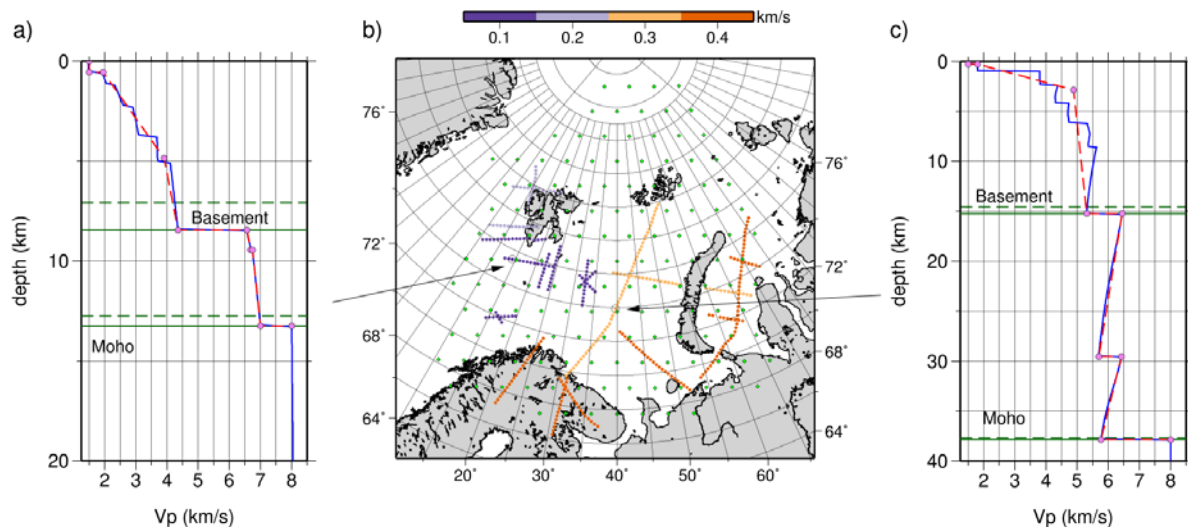 a)
0
10
20
depth (km)
Basement
Moho
2 3 4 5 6 7 8
Vp (km/s)
b)
km/s
0.1 0.2 0.3 0.4
76°
72°
68°
64°
76°
72°
68°
64°
20° 30° 40° 50° 60°
c)
0
10
20
30
40
depth (km)
Basement
Moho
2 3 4 5 6 7 8
Vp (km/s)